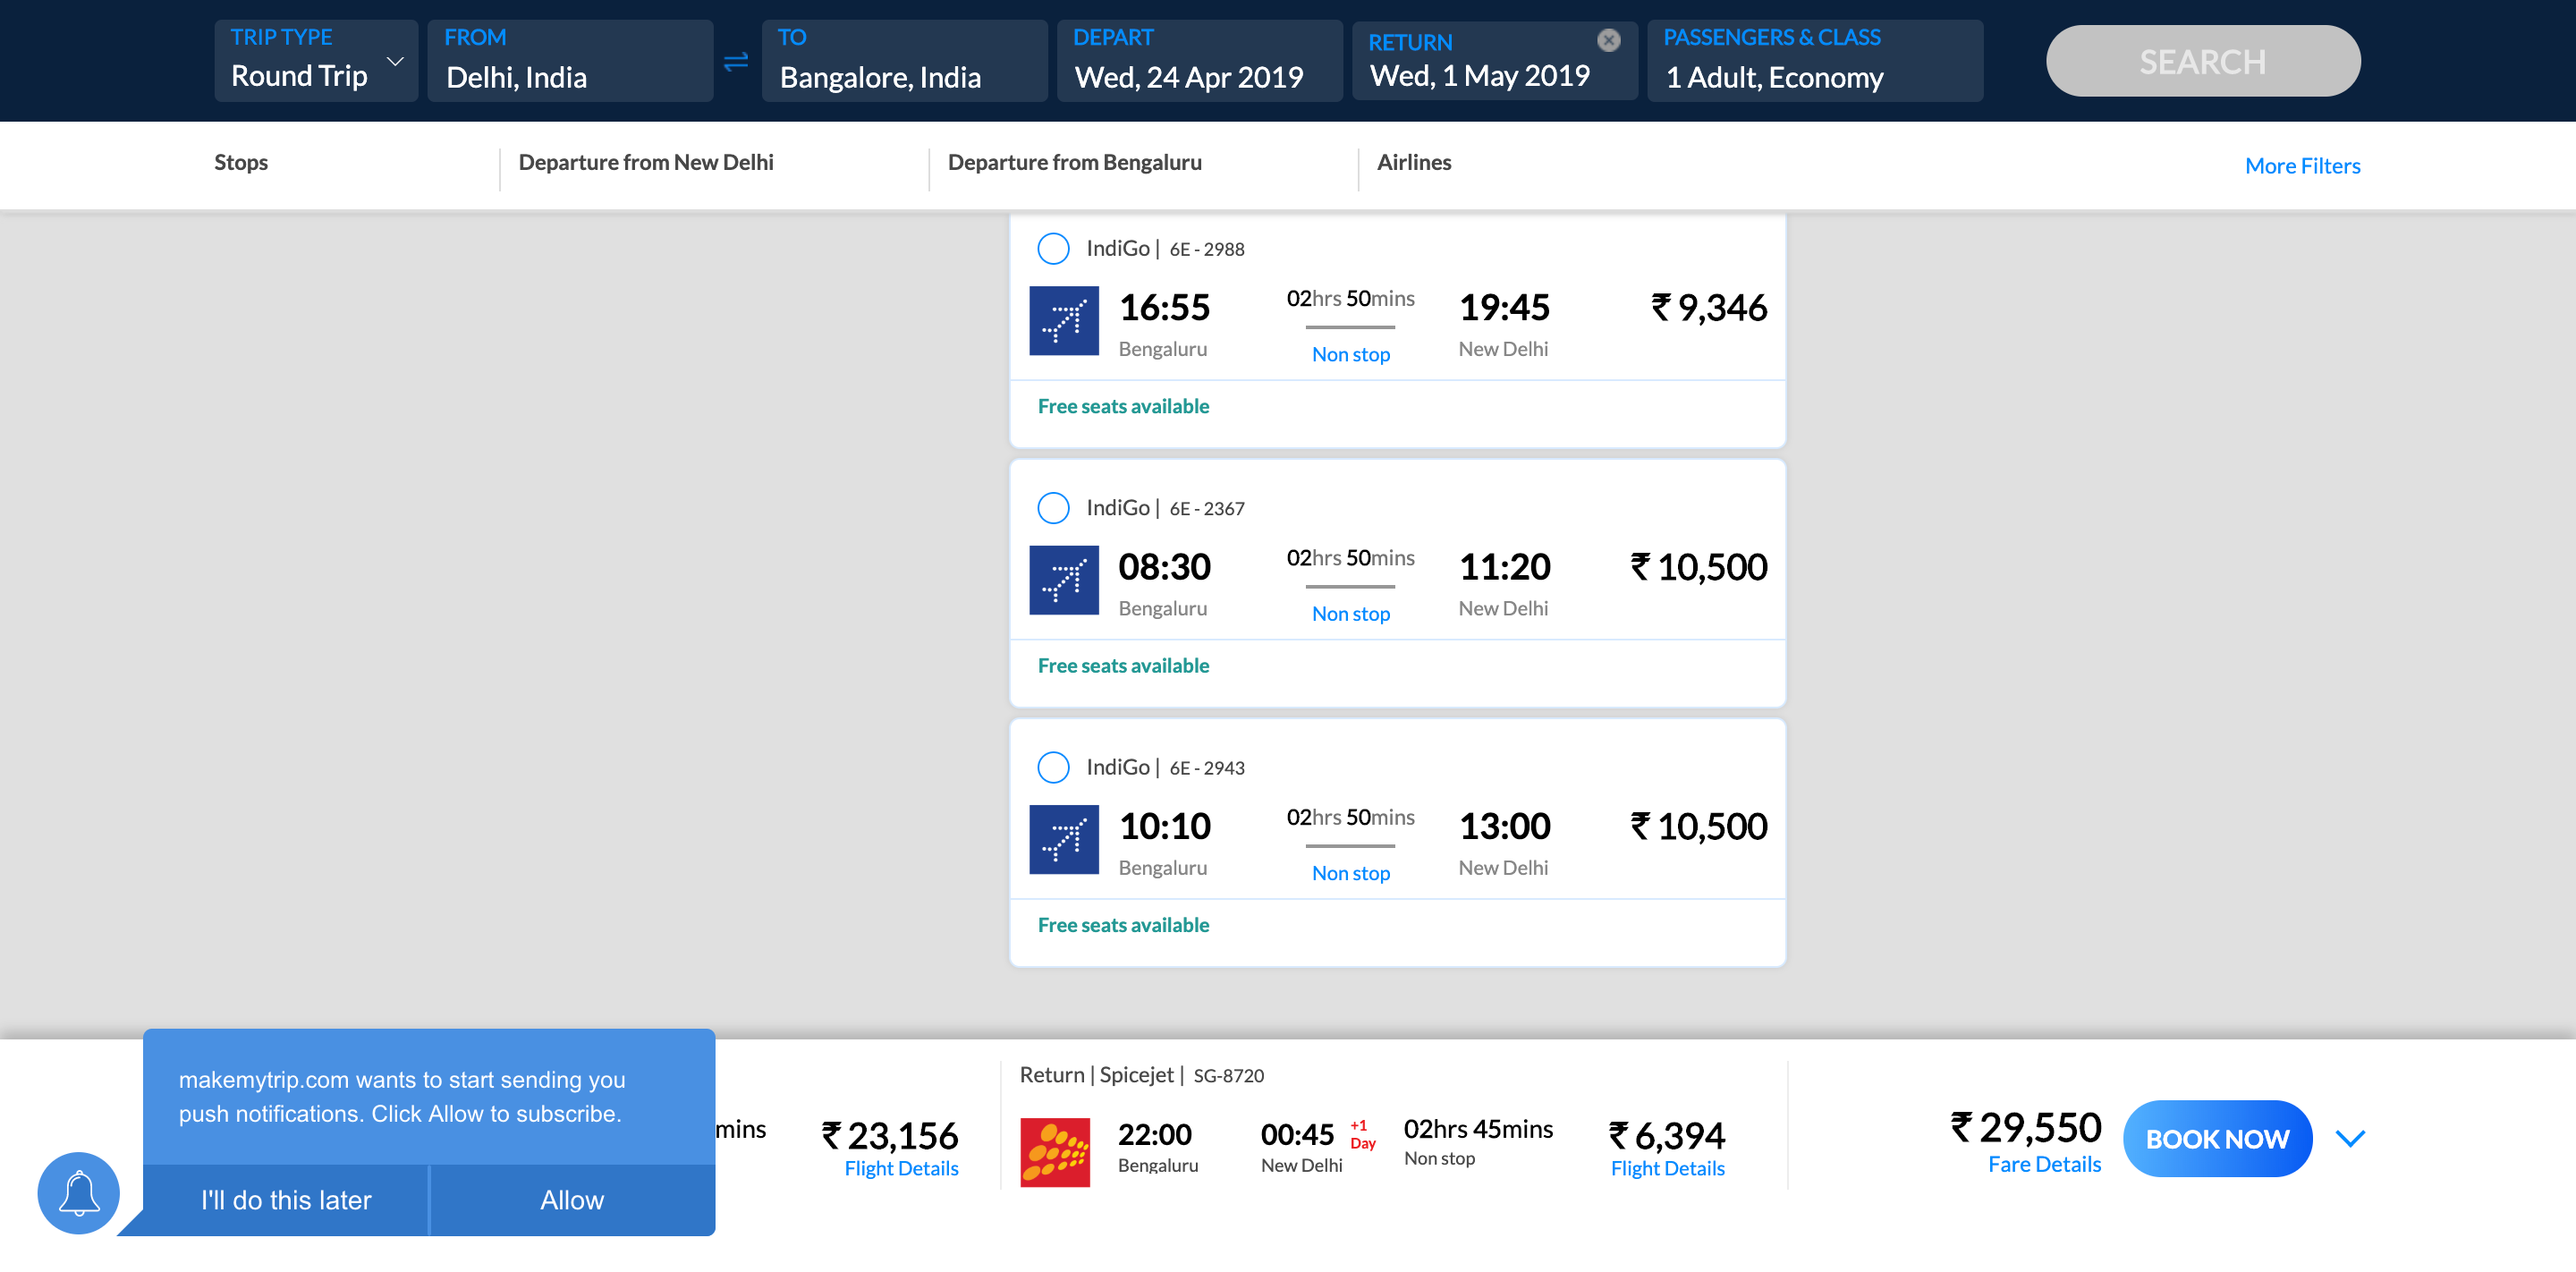 TRIP TYPE
Round Trip
FROM
Delhi, India
TO
Bangalore, India
DEPART
Wed, 24 Apr 2019
RETURN
Wed, 1 May 2019
PASSENGERS & CLASS
1 Adult, Economy
SEARCH
Stops
Departure from New Delhi
Departure from Bengaluru
Airlines
More Filters
IndiGo | 6E - 2988
16:55
Bengaluru
02hrs 50mins
Non stop
19:45
New Delhi
₹ 9,346
Free seats available
IndiGo | 6E - 2367
08:30
Bengaluru
02hrs 50mins
Non stop
11:20
New Delhi
₹ 10,500
Free seats available
IndiGo | 6E - 2943
10:10
Bengaluru
02hrs 50mins
Non stop
13:00
New Delhi
₹ 10,500
Free seats available
makemytrip.com wants to start sending you
push notifications. Click Allow to subscribe.
I'll do this later
Allow
mins
₹ 23,156
Flight Details
Return | Spicejet | SG-8720
22:00
Bengaluru
00:45
New Delhi
+1
Day
02hrs 45mins
Non stop
₹ 6,394
Flight Details
₹ 29,550
Fare Details
BOOK NOW